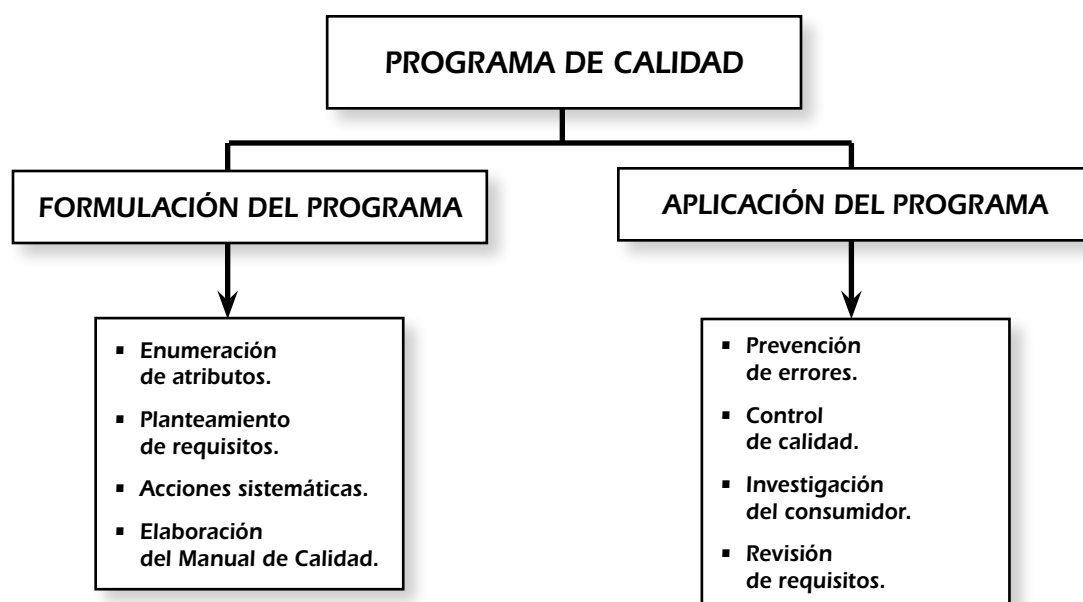 PROGRAMA DE CALIDAD
FORMULACIÓN DEL PROGRAMA
▪ Enumeración
de atributos.
▪ Planteamiento
de requisitos.
▪ Acciones sistemáticas.
▪ Elaboración
del Manual de Calidad.
APLICACIÓN DEL PROGRAMA
▪ Prevención
de errores.
▪ Control
de calidad.
▪ Investigación
del consumidor.
▪ Revisión
de requisitos.